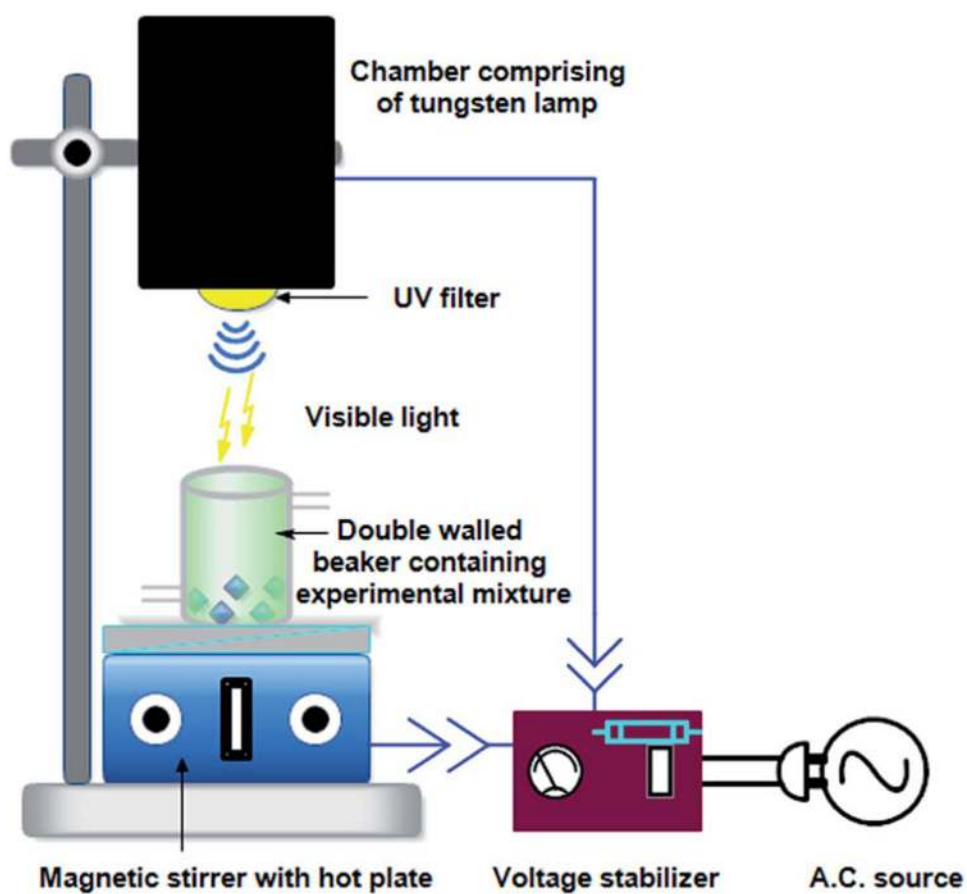 Chamber comprising
of tungsten lamp
UV filter
Visible light
Double walled
beaker containing
experimental mixture
Magnetic stirrer with hot plate
Voltage stabilizer
A.C. source